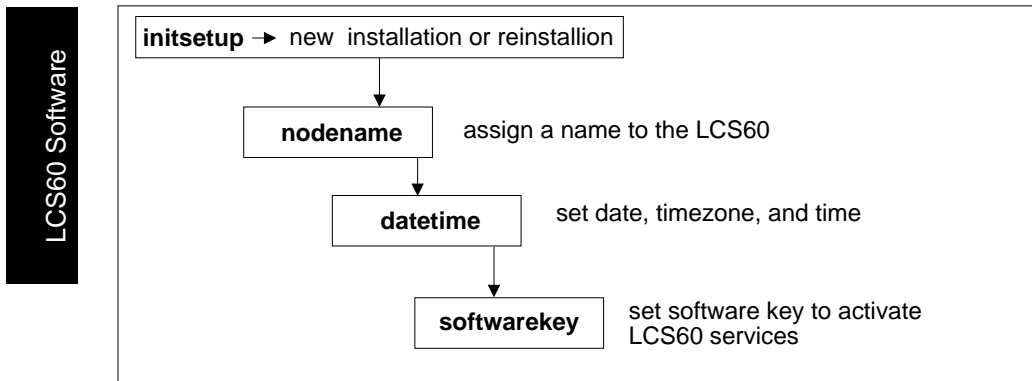 LCS60 Software
initsetup → new installation or reinstallion
nodename
assign a name to the LCS60
datetime
set date, timezone, and time
softwarekey
set software key to activate
LCS60 services